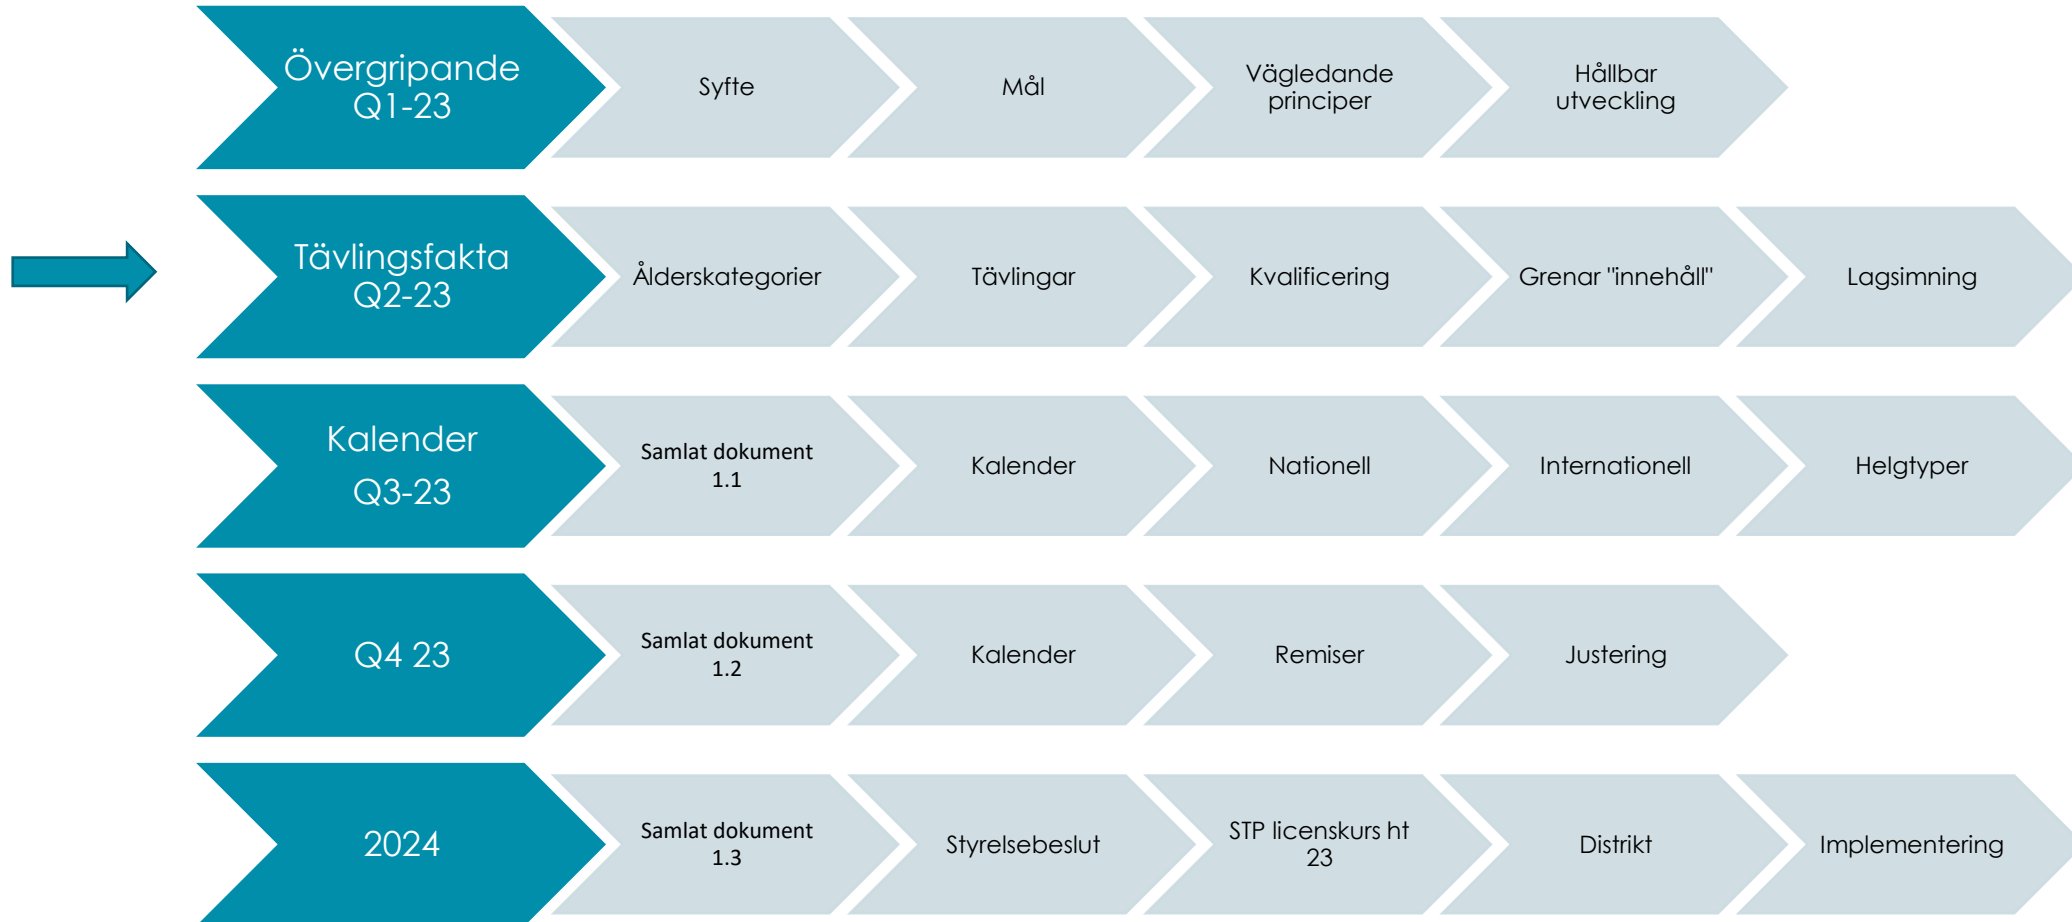 Övergripande
Q1-23
Syfte
Mål
Vägledande
principer
Hållbar
utveckling
Tävlingsfakta
Q2-23
Ålderskategorier
Tävlingar
Kvalificering
Grenar "innehåll"
Lagsimning
Kalender
Q3-23
Samlat dokument
1.1
Kalender
Nationell
Internationell
Helgtyper
Q4 23
Samlat dokument
1.2
Kalender
Remiser
Justering
2024
Samlat dokument
1.3
Styrelsebeslut
STP licenskurs ht
23
Distrikt
Implementering